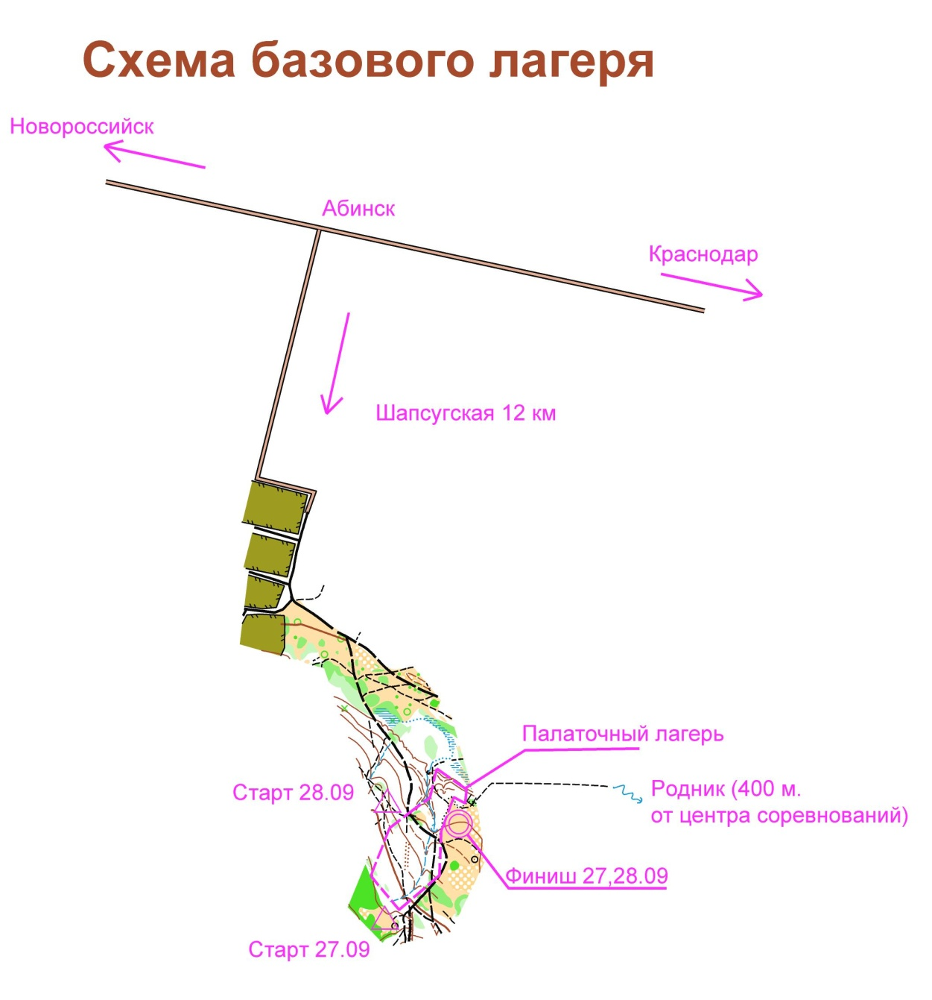 Схема базового лагеря
Новороссийск
Абинск
Краснодар
Шапсугская 12 км
Палаточный лагерь
Родник (400 м.
от центра соревнований)
Старт 28.09
Финиш 27,28.09
Старт 27.09